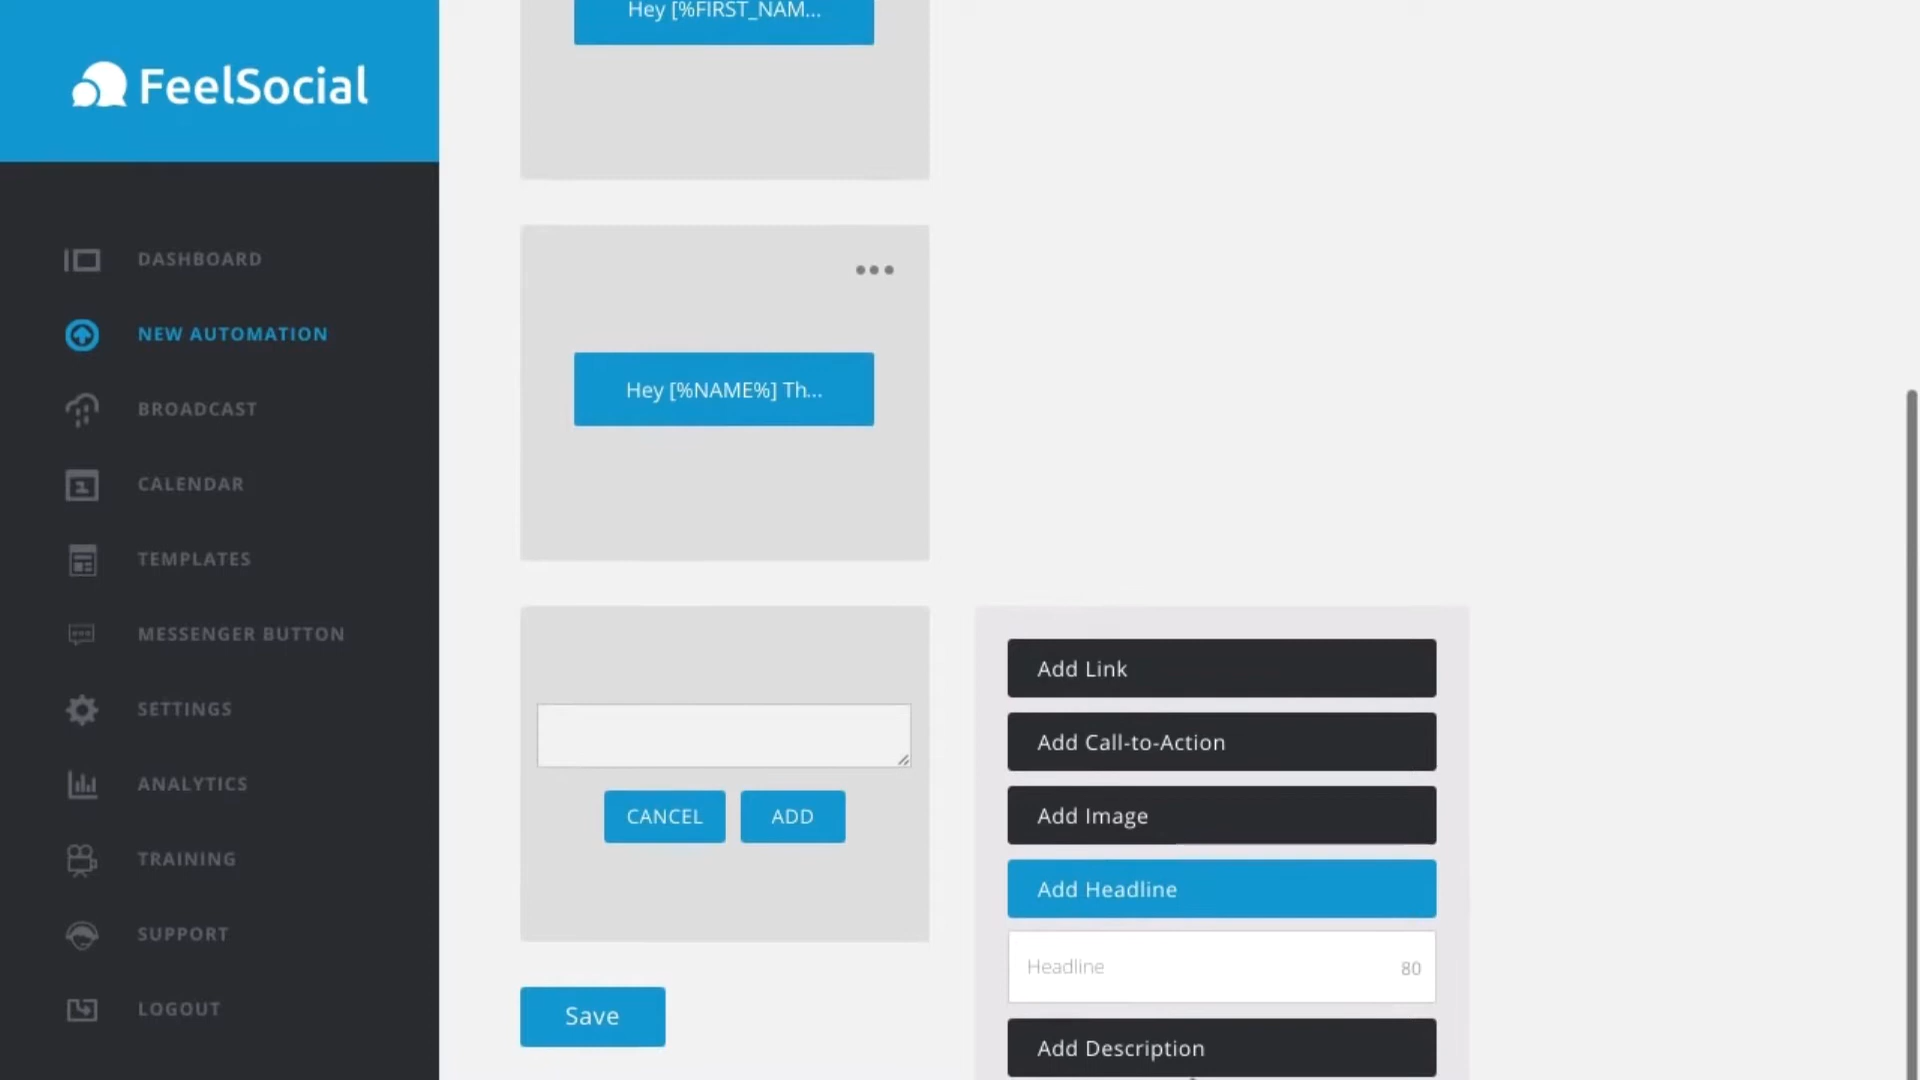 FeelSocial
DASHBOARD
NEW AUTOMATION
BROADCAST
CALENDAR
TEMPLATES
MESSENGER BUTTON
SETTINGS
ANALYTICS
TRAINING
SUPPORT
LOGOUT
Hey [%FIRST_NAM...
Hey [%NAME%] Th...
CANCEL
ADD
Save
Add Link
Add Call-to-Action
Add Image
Add Headline
Headline
80
Add Description